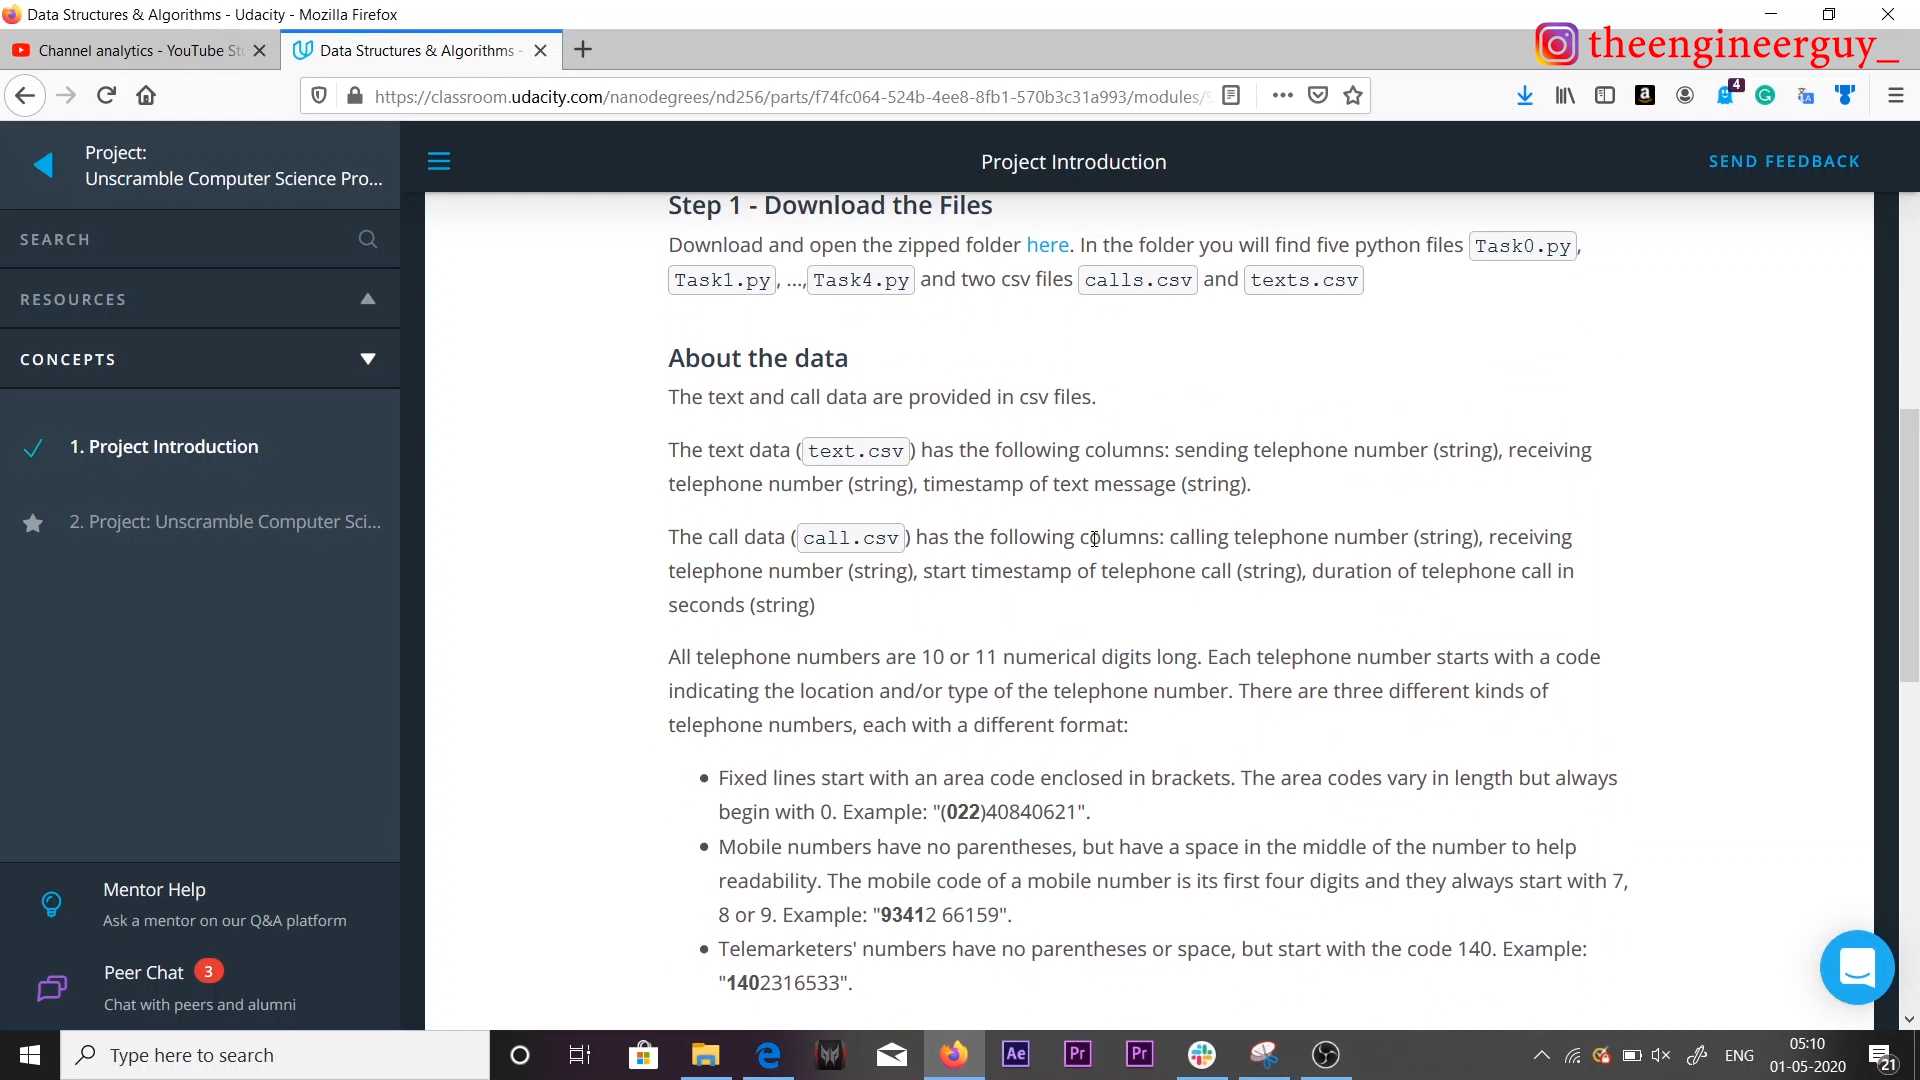 Data Structures & Algorithms - Udacity - Mozilla Firefox
Channel analytics - YouTube St
Data Structures & Algorithms -
theengineerguy_
https://classroom.udacity.com/nanodegrees/nd256/parts/f74fc064-524b-4ee8-8fb1-570b3c31a993/modules/
4
Project:
Unscramble Computer Science Pro...
Project Introduction
SEND FEEDBACK
SEARCH
RESOURCES
CONCEPTS
1. Project Introduction
2. Project: Unscramble Computer Sci...
Mentor Help
Ask a mentor on our Q&A platform
Peer Chat 3
Chat with peers and alumni
Step 1 - Download the Files
Download and open the zipped folder here. In the folder you will find five python files Task0.py,
Task1.py, ...,Task4.py and two csv files calls.csv and texts.csv
About the data
The text and call data are provided in csv files.
The text data (text.csv) has the following columns: sending telephone number (string), receiving
telephone number (string), timestamp of text message (string).
The call data (call.csv) has the following columns: calling telephone number (string), receiving
telephone number (string), start timestamp of telephone call (string), duration of telephone call in
seconds (string)
All telephone numbers are 10 or 11 numerical digits long. Each telephone number starts with a code
indicating the location and/or type of the telephone number. There are three different kinds of
telephone numbers, each with a different format:
Fixed lines start with an area code enclosed in brackets. The area codes vary in length but always
begin with 0. Example: "(022)40840621".
Mobile numbers have no parentheses, but have a space in the middle of the number to help
readability. The mobile code of a mobile number is its first four digits and they always start with 7,
8 or 9. Example: "93412 66159".
Telemarketers' numbers have no parentheses or space, but start with the code 140. Example:
"1402316533".
Type here to search
Ae
Pr
Pr
ENG
05:10
01-05-2020
21